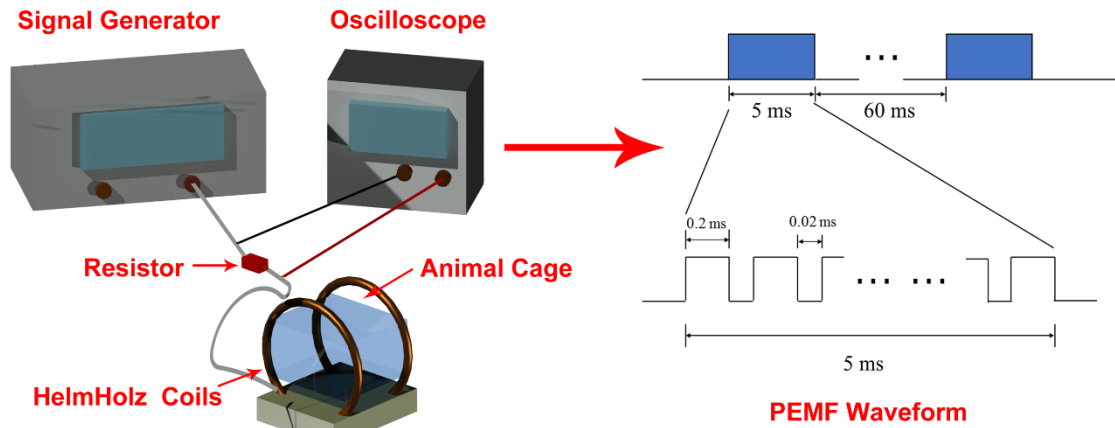 Signal Generator
Oscilloscope
Resistor
Animal Cage
HelmHolz Coils
5 ms
60 ms
0.2 ms
0.02 ms
5 ms
PEMF Waveform